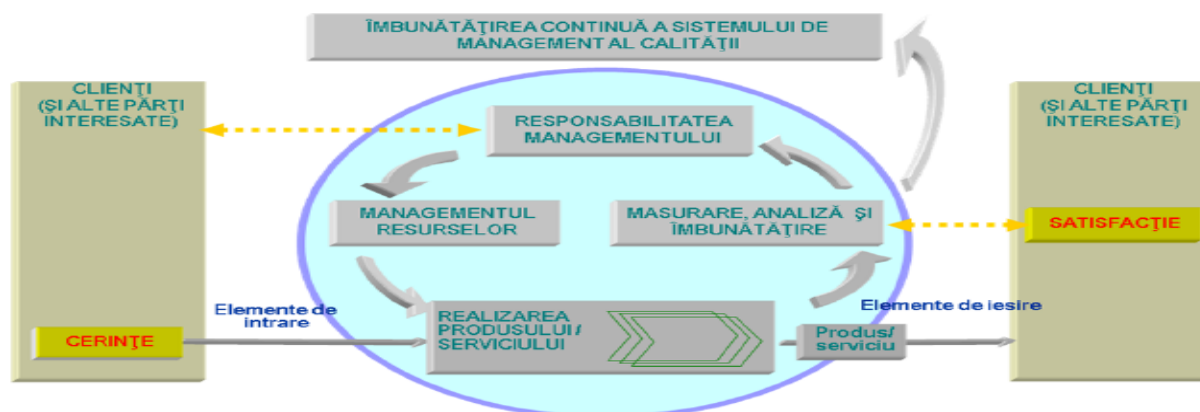 ÎMBUNĂTĂŢIREA CONTINUĂ A SISTEMULUI DE
MANAGEMENT AL CALITĂŢII
CLIENŢI
(ŞI ALTE PĂRŢI
INTERESATE)
CLIENŢI
(ŞI ALTE PĂRŢI
INTERESATE)
RESPONSABILITATEA
MANAGEMENTULUI
MANAGEMENTUL
RESURSELOR
MASURARE, ANALIZĂ ŞI
ÎMBUNĂTĂŢIRE
SATISFACŢIE
Elemente de
intrare
Elemente de iesire
REALIZAREA
PRODUSULUI/
SERVICIULUI
CERINŢE
Produs/
serviciu